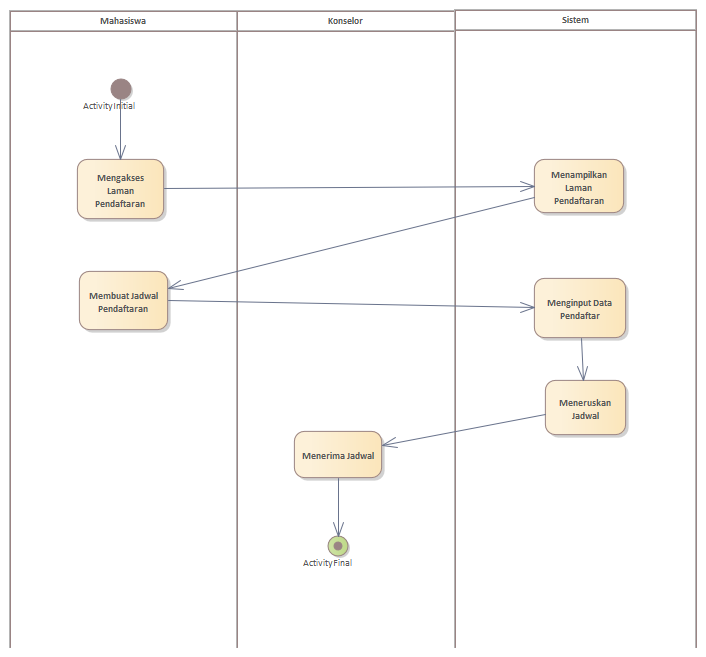 Mahasiswa
Konselor
Sistem
ActivityInitial
Mengakses
Laman
Pendaftaran
Menampilkan
Laman
Pendaftaran
Membuat Jadwal
Pendaftaran
Menginput Data
Pendaftar
Meneruskan
Jadwal
Menerima Jadwal
ActivityFinal